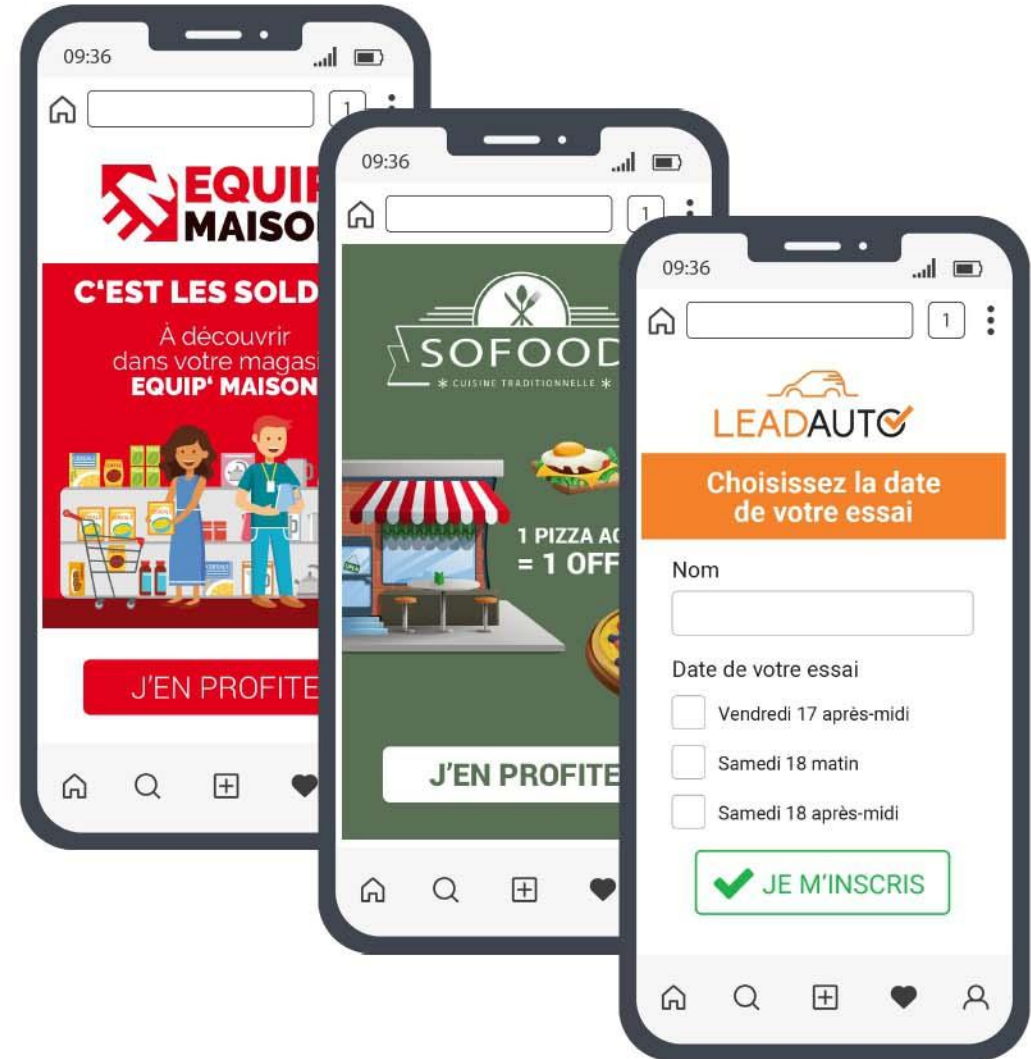 09:36
1
EQUIP
MAISO
C'EST LES SOLD
À découvrir
dans votre magasi
EQUIP' MAISON
J'EN PROFITE
09:36
1
SOFOOD
* CUISINE TRADITIONNELLE *
1 PIZZA AC
= 1 OFF
J'EN PROFITE
09:36
1
LEADAUTO
Choisissez la date
de votre essai
Nom
Date de votre essai
Vendredi 17 après-midi
Samedi 18 matin
Samedi 18 après-midi
JE M'INSCRIS